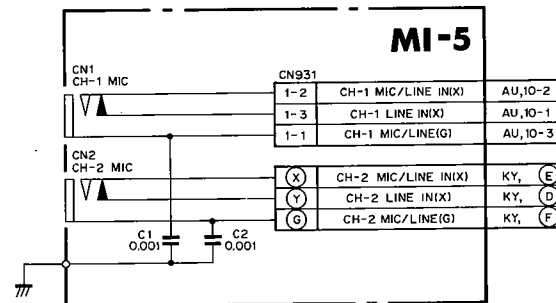 MI-5
CN1
CH-1 MIC
CN931
1-2 CH-1 MIC/LINE IN(X) AU,10-2
1-3 CH-1 LINE IN(X) AU,10-1
1-1 CH-1 MIC/LINE(G) AU,10-3
CN2
CH-2 MIC
X CH-2 MIC/LINE IN(X) KY, E
Y CH-2 LINE IN(X) KY, D
G CH-2 MIC/LINE(G) KY, F
C1 0.001
C2 0.001